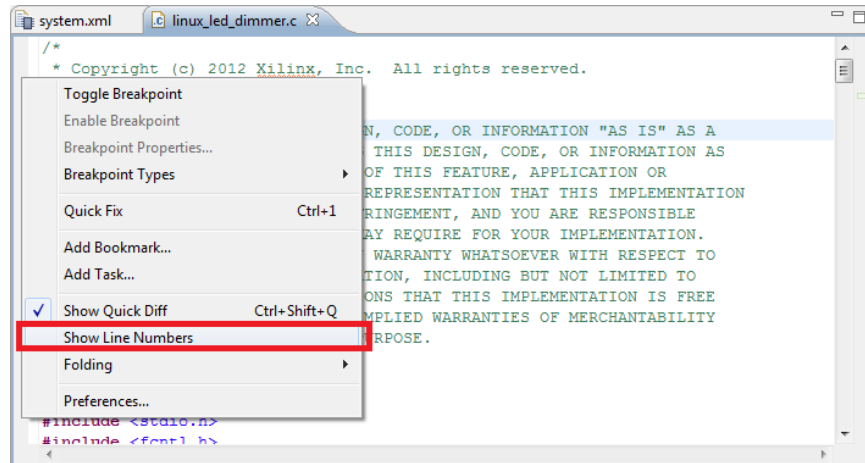 system.xml
linux_led_dimmer.c
/*
* Copyright (c) 2012 Xilinx, Inc. All rights reserved.
Toggle Breakpoint
Enable Breakpoint
Breakpoint Properties...
Breakpoint Types
Quick Fix Ctrl+1
Add Bookmark...
Add Task...
Show Quick Diff Ctrl+Shift+Q
Show Line Numbers
Folding
Preferences...
N, CODE, OR INFORMATION "AS IS" AS A
THIS DESIGN, CODE, OR INFORMATION AS
OF THIS FEATURE, APPLICATION OR
REPRESENTATION THAT THIS IMPLEMENTATION
RINGEMENT, AND YOU ARE RESPONSIBLE
AY REQUIRE FOR YOUR IMPLEMENTATION.
WARRANTY WHATSOEVER WITH RESPECT TO
TION, INCLUDING BUT NOT LIMITED TO
ONS THAT THIS IMPLEMENTATION IS FREE
MPLIED WARRANTIES OF MERCHANTABILITY
RPOSE.
#include <stdio.h>
#include <fcntl.h>